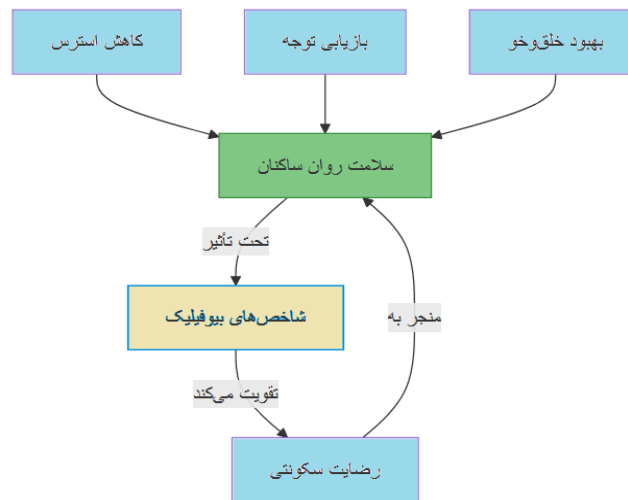 بهبود خلق‌وخو
بازیابی توجه
کاهش استرس
سلامت روان ساکنان
تحت تأثیر
شاخص‌های بیوفیلیک
منجر به
تقویت می‌کند
رضایت سکونتی